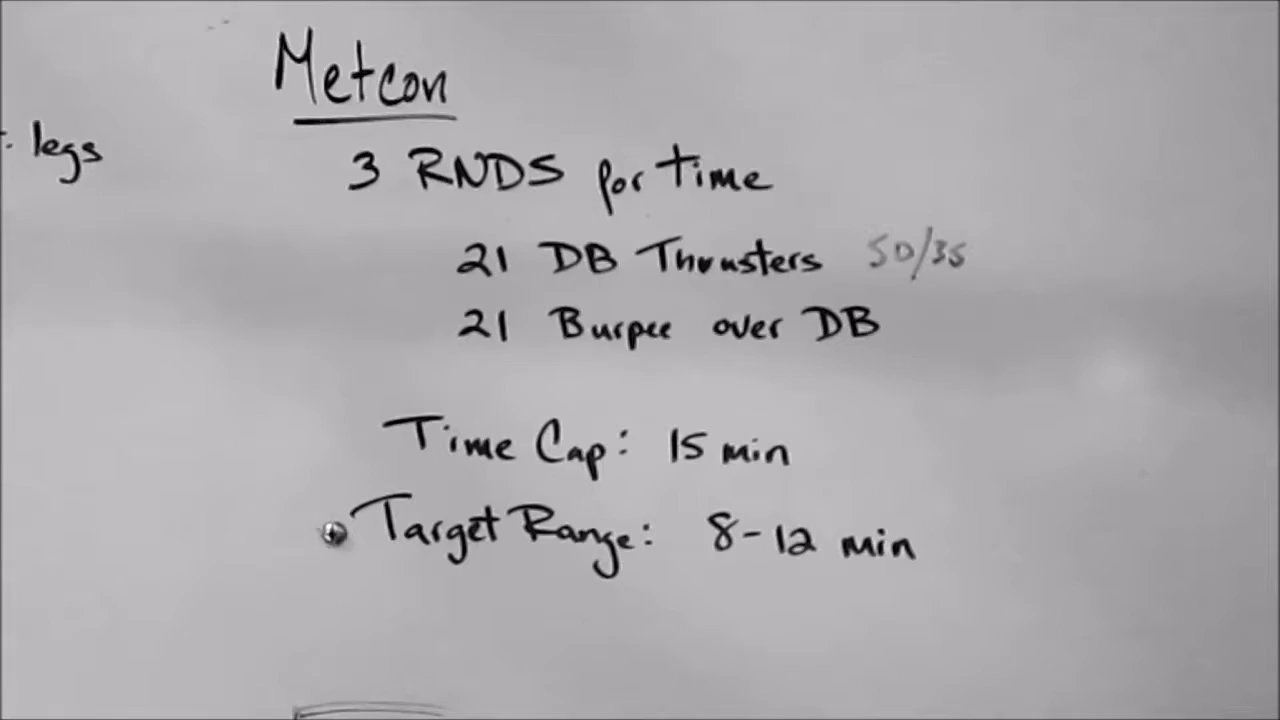 Metcon
legs
3 RNDS for time
21 DB Thrusters 50/35
21 Burpee over DB
Time Cap: 15 min
Target Range: 8-12 min